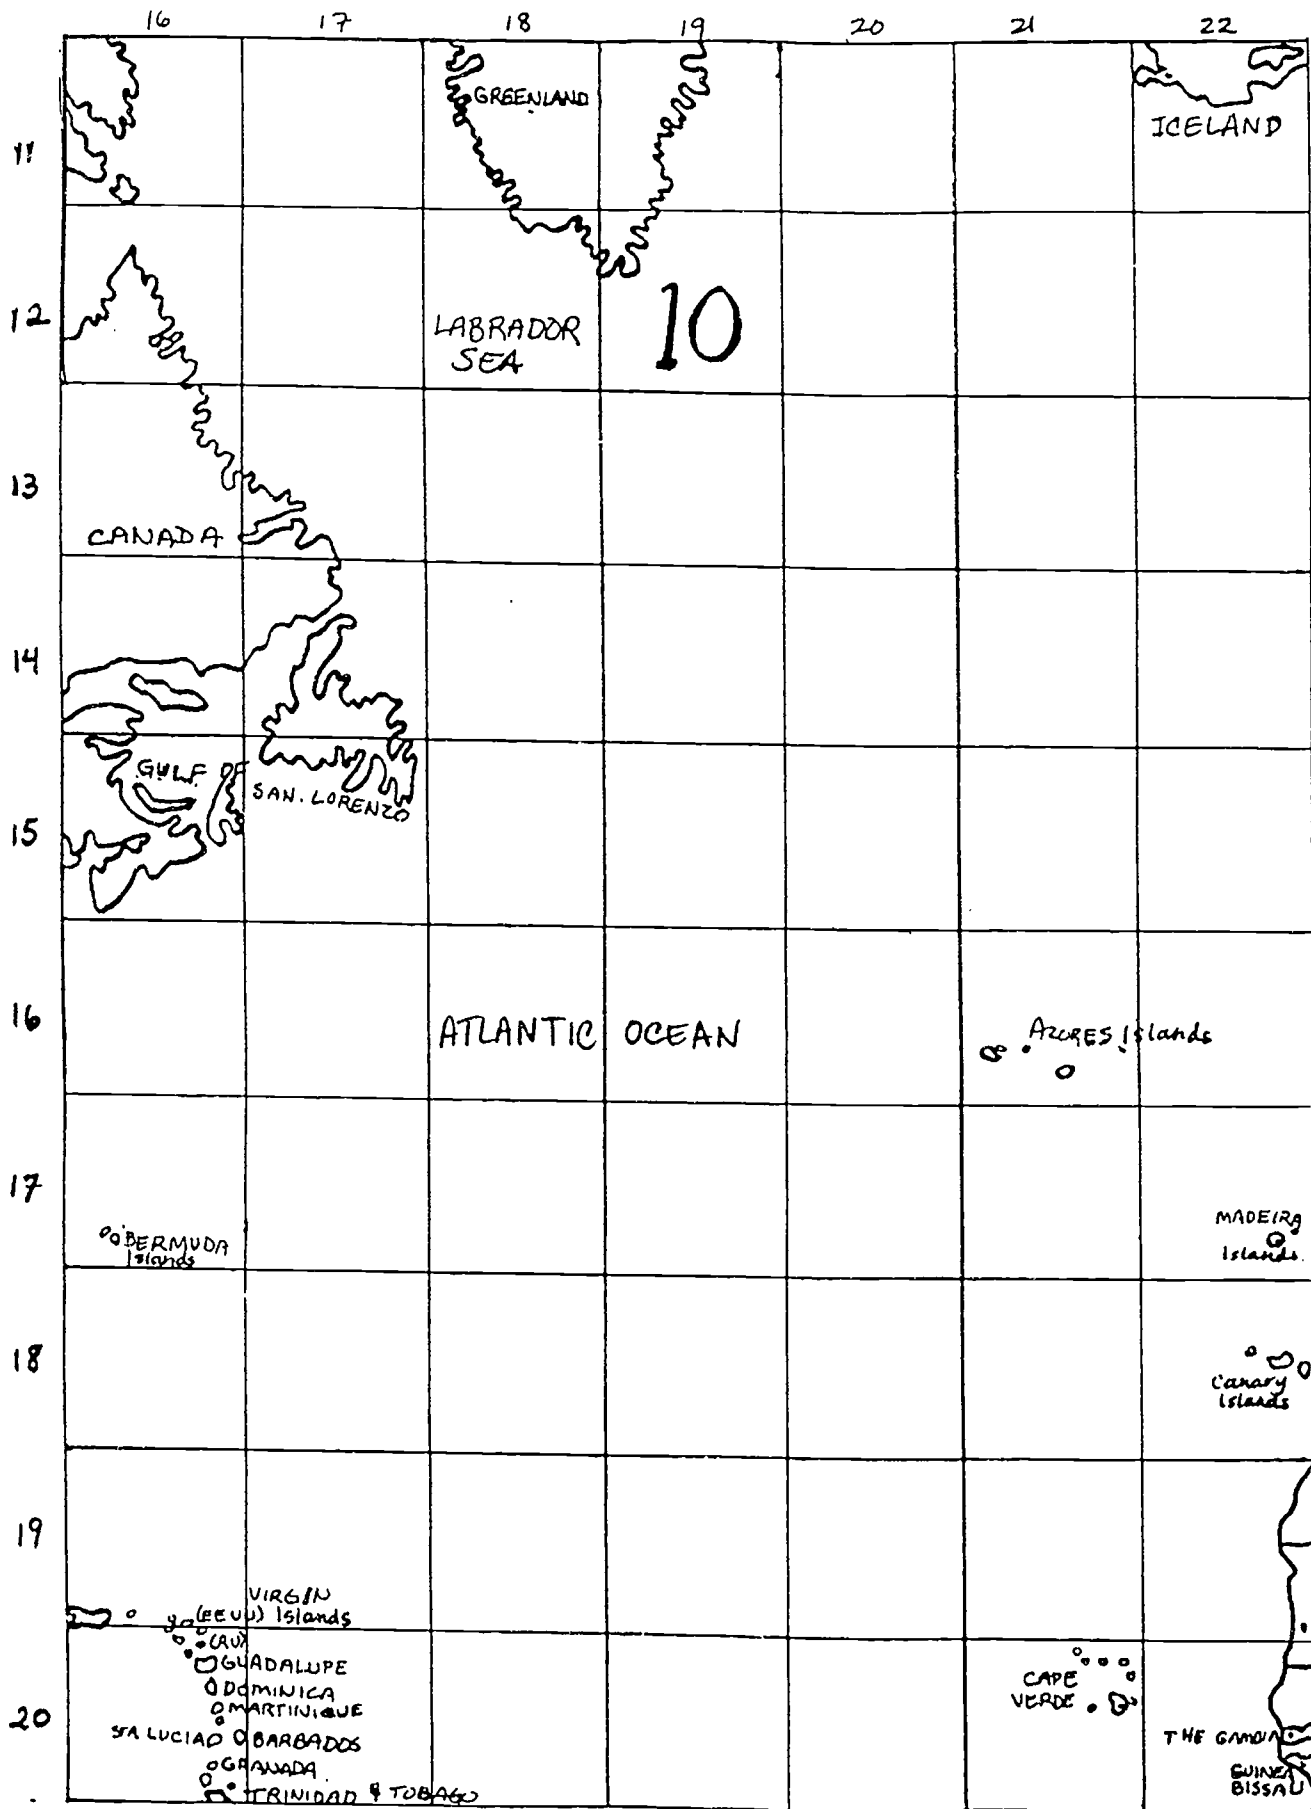 16 17 18 19 20 21 22
GREENLAND
ICELAND
11
12
LABRADOR
SEA
10
13
CANADA
14
GULF OF
SAN. LORENZO
15
16
ATLANTIC OCEAN
AZORES Islands
17
BERMUDA
Islands
MADEIRA
Islands.
18
Canary
Islands
19
VIRGIN
(EEUU) Islands
(RU)
GUADALUPE
DOMINICA
MARTINIQUE
20
CAPE
VERDE
STA LUCIA
BARBADOS
THE GAMBIA
GRANADA
GUINEA
BISSAU
TRINIDAD & TOBAGO